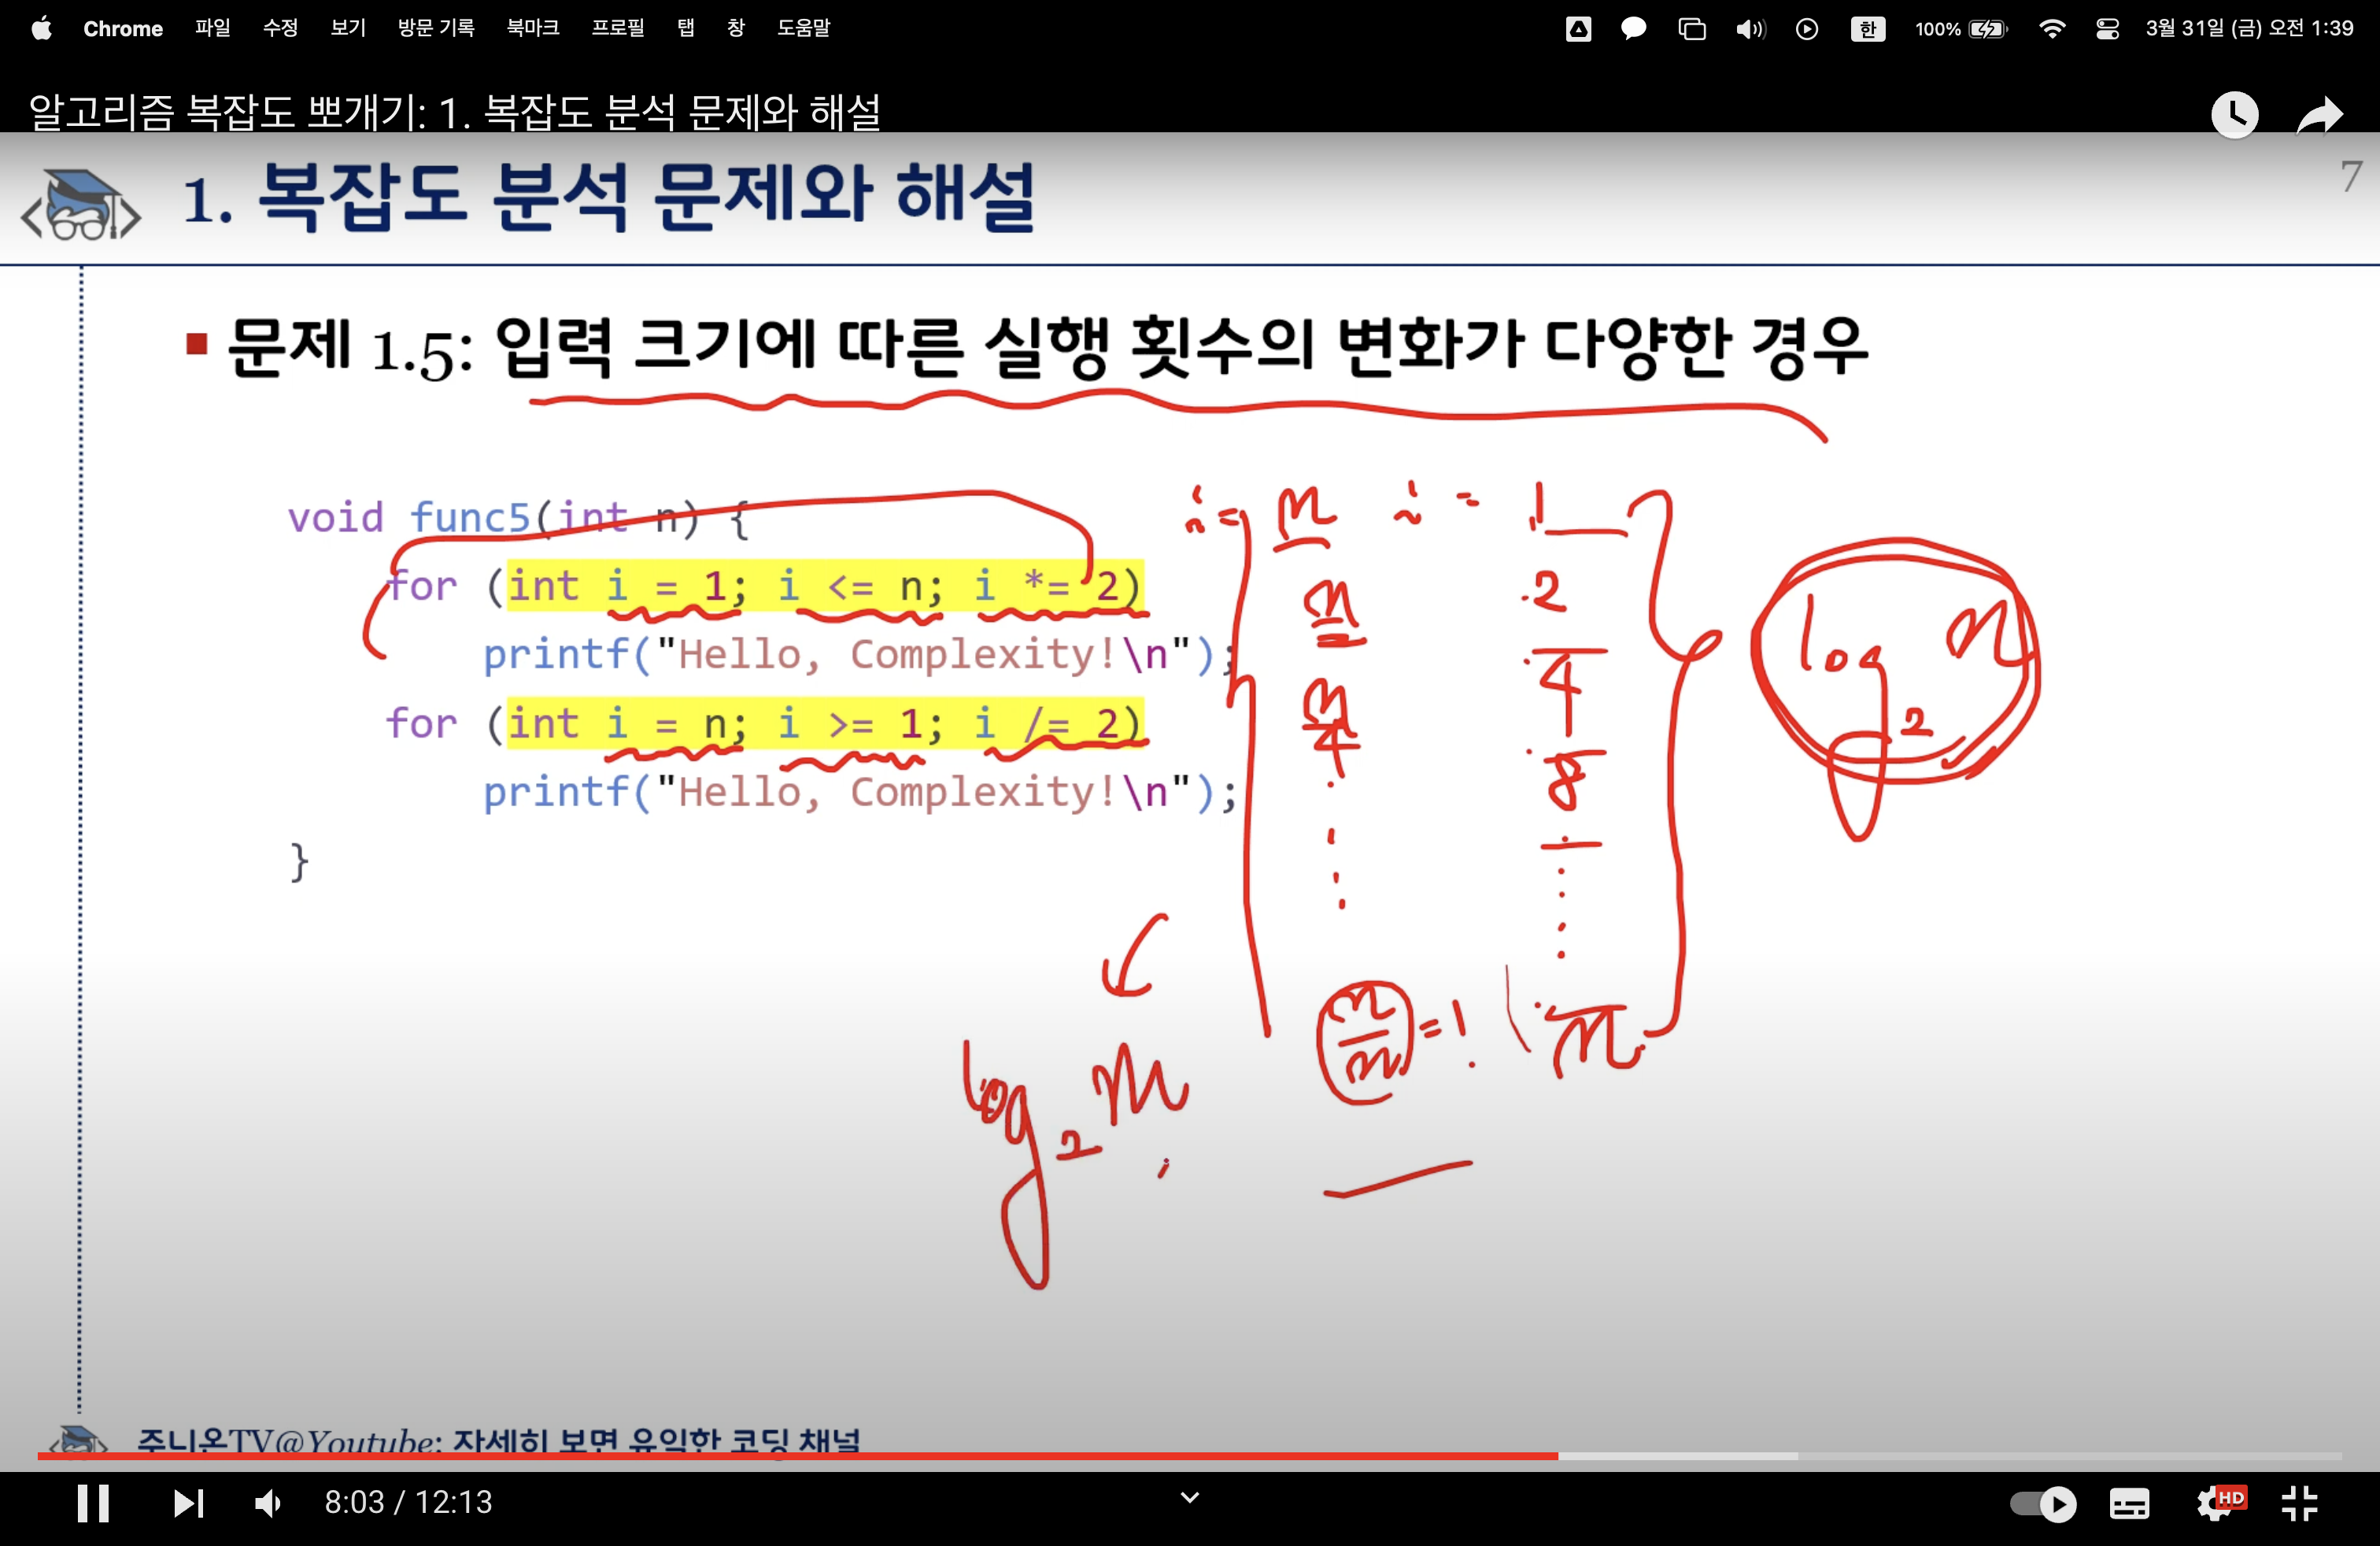 Chrome 파일 수정 보기 방문 기록 북마크 프로필 탭 창 도움말 한 100% 3월 31일 (금) 오전 1:39
알고리즘 복잡도 뽀개기: 1. 복잡도 분석 문제와 해설
1. 복잡도 분석 문제와 해설
7
문제 1.5: 입력 크기에 따른 실행 횟수의 변화가 다양한 경우
void func5(int n) {
for (int i = 1; i <= n; i *= 2)
printf("Hello, Complexity!\n");
for (int i = n; i >= 1; i /= 2)
printf("Hello, Complexity!\n");
}
i = n
n/4
n/n = 1
i = 1
2
4
8
n
log₂ n
log₂ n
주니온TV@Youtube: 자세히 보면 유익한 코딩 채널
8:03 / 12:13
HD